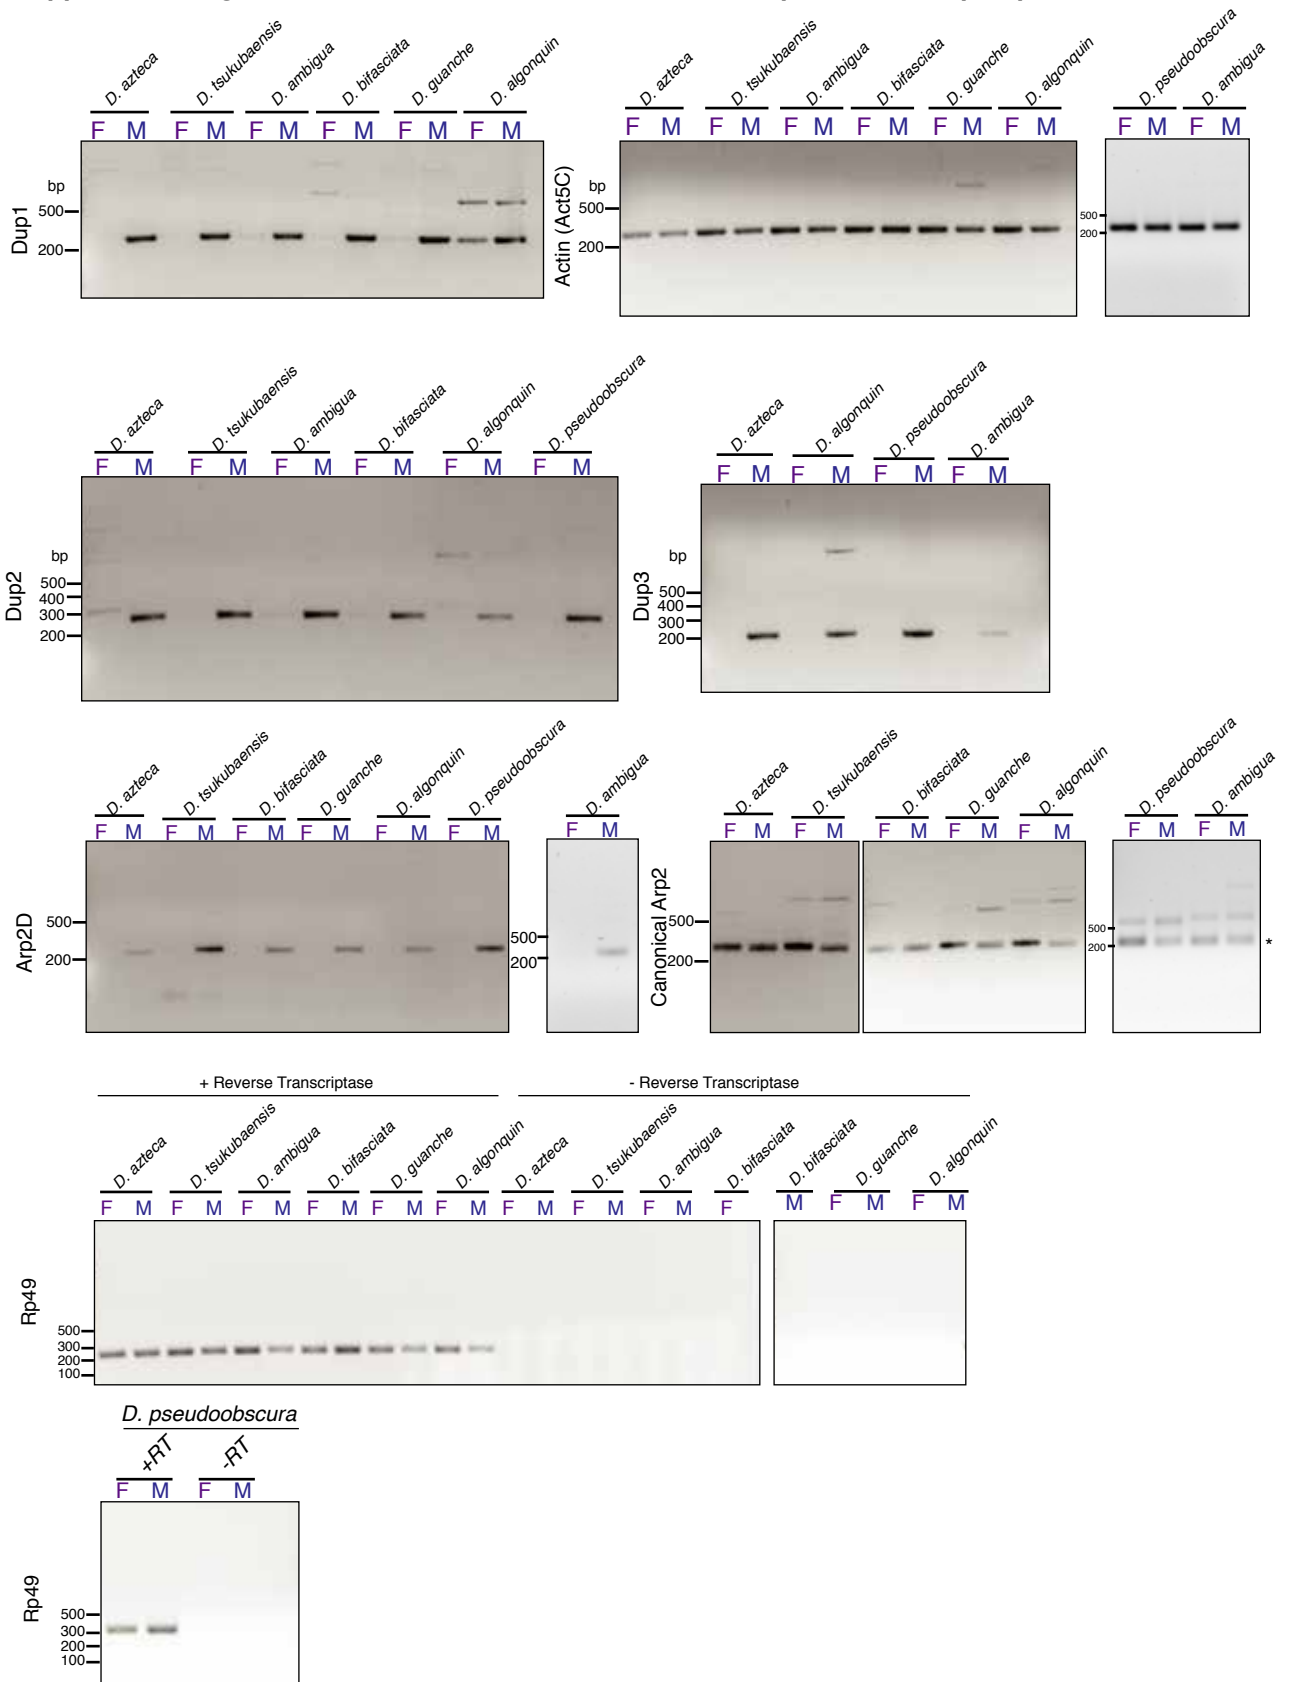 D. azteca D. tsukubaensis D. ambigua D. bifasciata D. guanche D. algonquin
F M F M F M F M F M F M
bp
500
200
Dup1
D. azteca D. tsukubaensis D. ambigua D. bifasciata D. guanche D. algonquin
F M F M F M F M F M F M
bp
500
200
Actin (Act5C)
D. pseudoobscura D. ambigua
F M F M
500
200
D. azteca D. tsukubaensis D. ambigua D. bifasciata D. algonquin D. pseudoobscura
F M F M F M F M F M F M
bp
500
400
300
200
Dup2
D. azteca D. algonquin D. pseudoobscura D. ambigua
F M F M F M F M
bp
500
400
300
200
Dup3
D. azteca D. tsukubaensis D. bifasciata D. guanche D. algonquin D. pseudoobscura
F M F M F M F M F M F M
500
200
Arp2D
D. ambigua
F M
500
200
D. azteca D. tsukubaensis D. bifasciata D. guanche D. algonquin
F M F M F M F M F M
500
200
Canonical Arp2
D. pseudoobscura D. ambigua
F M F M
500
200
*
+ Reverse Transcriptase - Reverse Transcriptase
D. azteca D. tsukubaensis D. ambigua D. bifasciata D. guanche D. algonquin D. azteca D. tsukubaensis D. ambigua D. bifasciata D. bifasciata D. guanche D. algonquin
F M F M F M F M F M F M F M F M F M F M F M F M
500
300
200
100
Rp49
D. pseudoobscura
+RT -RT
F M F M
500
300
200
100
Rp49